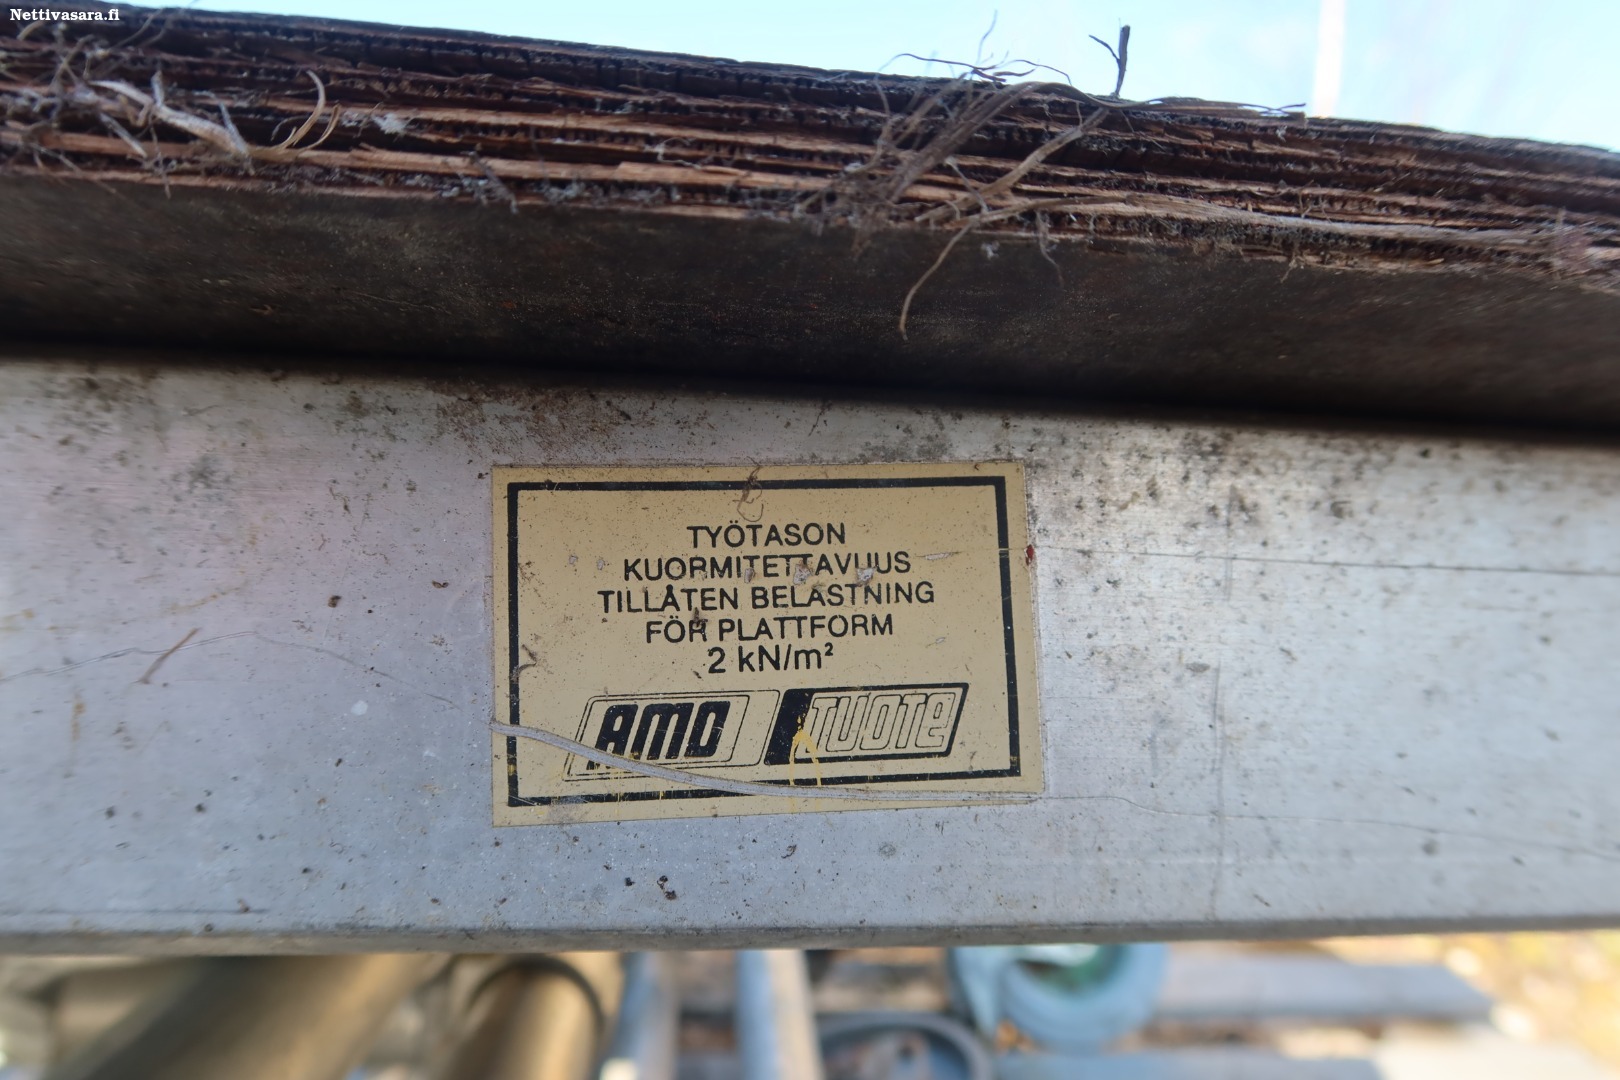 Nettivasara.fi
TYÖTASON
KUORMITETTAVUUS
TILLÅTEN BELASTNING
FÖR PLATTFORM
2 kN/m²
AMO TUOTE